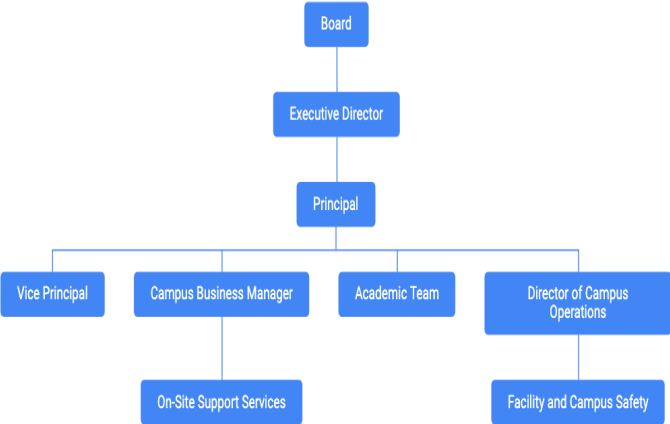 Board
Executive Director
Principal
Vice Principal
Campus Business Manager
Academic Team
Director of Campus
Operations
On-Site Support Services
Facility and Campus Safety